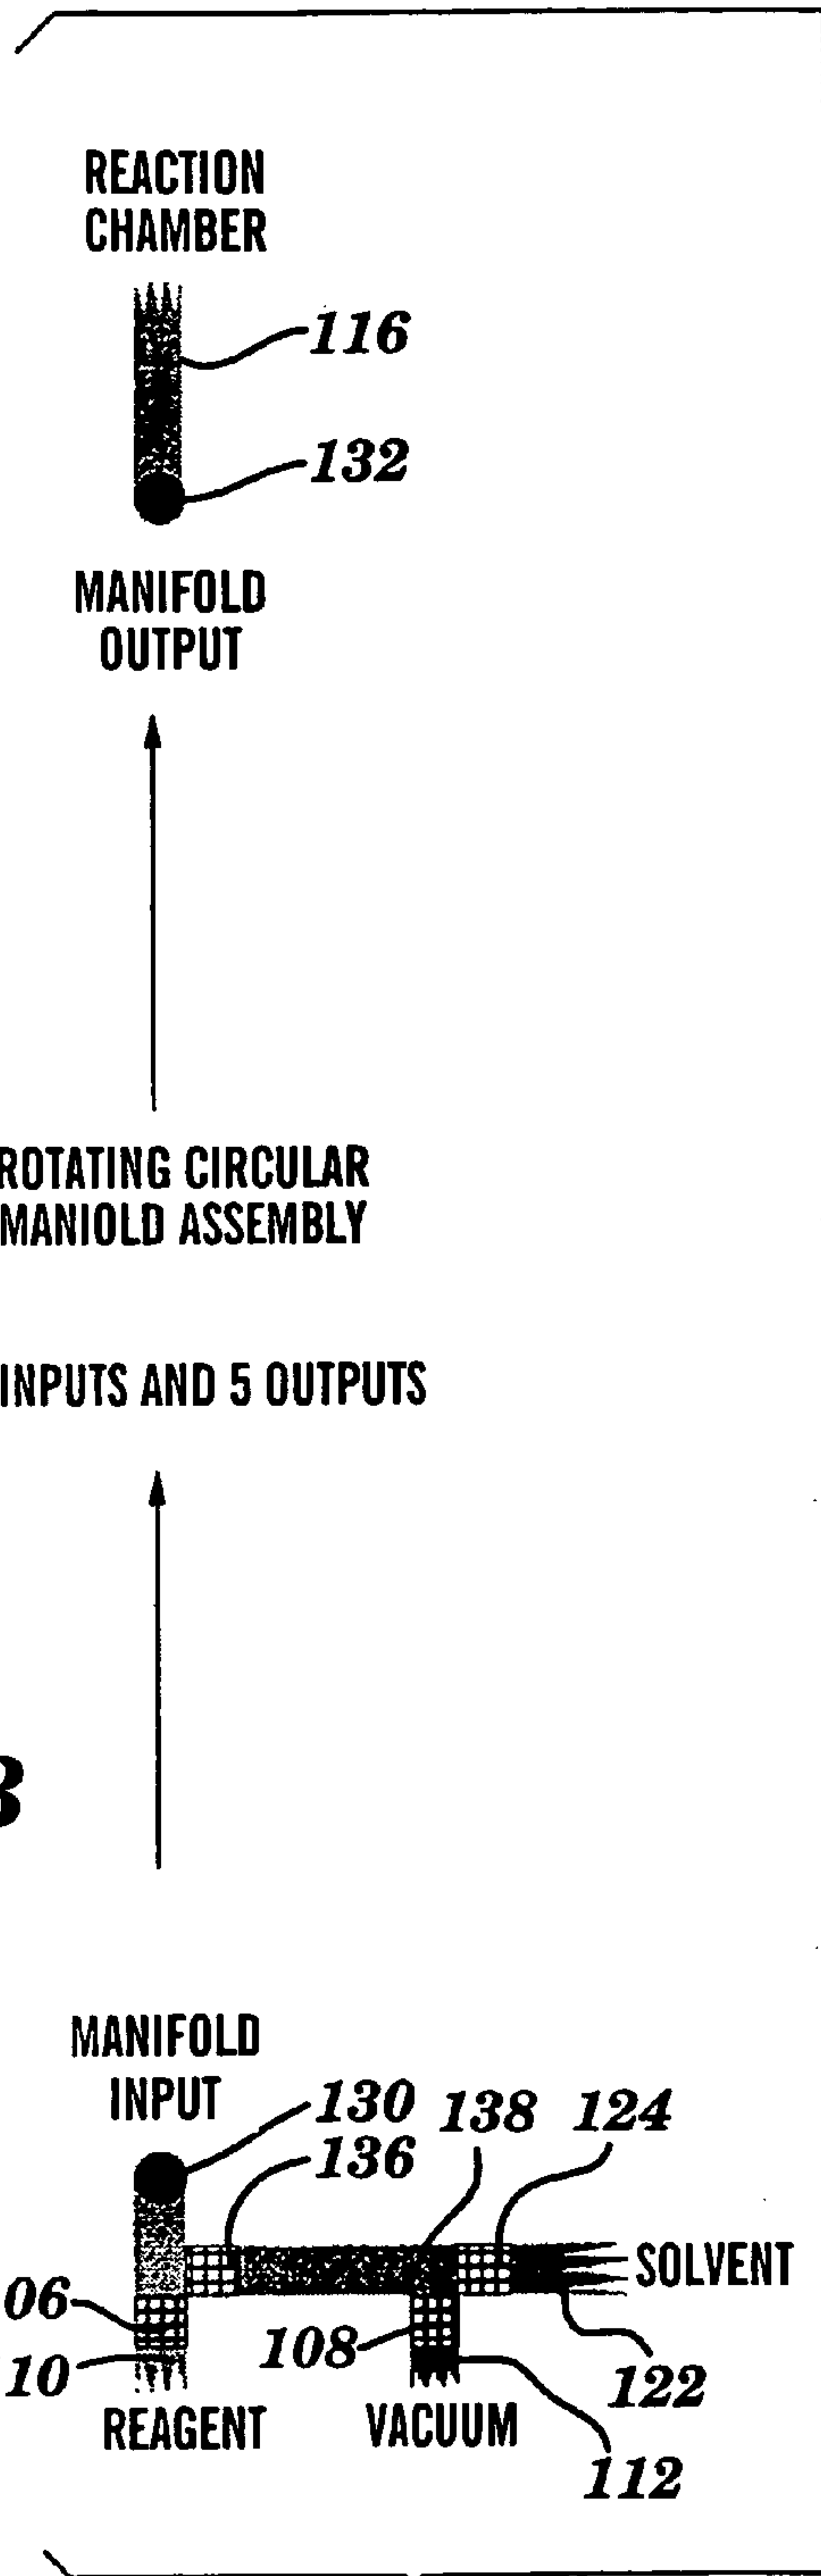 REACTION
CHAMBER
116
132
MANIFOLD
OUTPUT
ROTATING CIRCULAR
MANIOLD ASSEMBLY
INPUTS AND 5 OUTPUTS
MANIFOLD
INPUT
130
138
124
136
SOLVENT
06
108
10
122
REAGENT
VACUUM
112